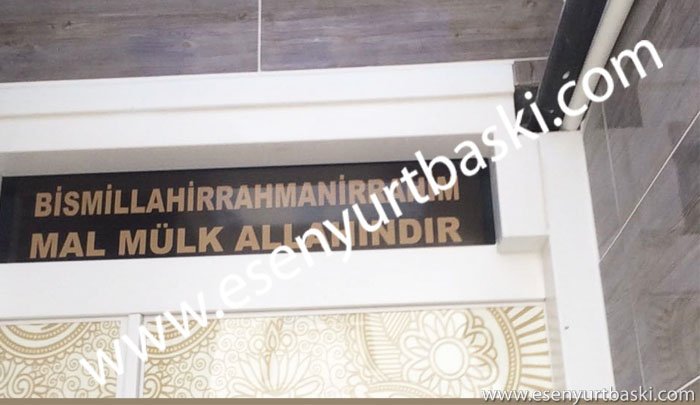 BİSMİLLAHİRRAHMANİRRAHİM
MAL MÜLK ALLAHINDIR
www.esenyurtbaski.com
www.esenyurtbaski.com